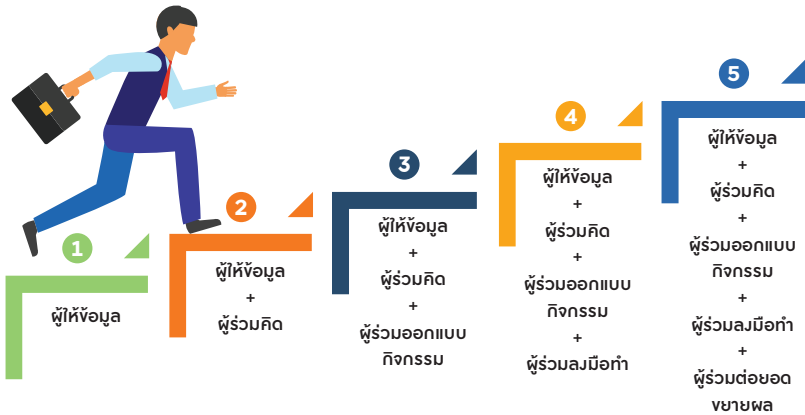 1
ผู้ให้ข้อมูล
2
ผู้ให้ข้อมูล
+
ผู้ร่วมคิด
3
ผู้ให้ข้อมูล
+
ผู้ร่วมคิด
+
ผู้ร่วมออกแบบ
กิจกรรม
4
ผู้ให้ข้อมูล
+
ผู้ร่วมคิด
+
ผู้ร่วมออกแบบ
กิจกรรม
+
ผู้ร่วมลงมือทำ
5
ผู้ให้ข้อมูล
+
ผู้ร่วมคิด
+
ผู้ร่วมออกแบบ
กิจกรรม
+
ผู้ร่วมลงมือทำ
+
ผู้ร่วมต่อยอด
ขยายผล